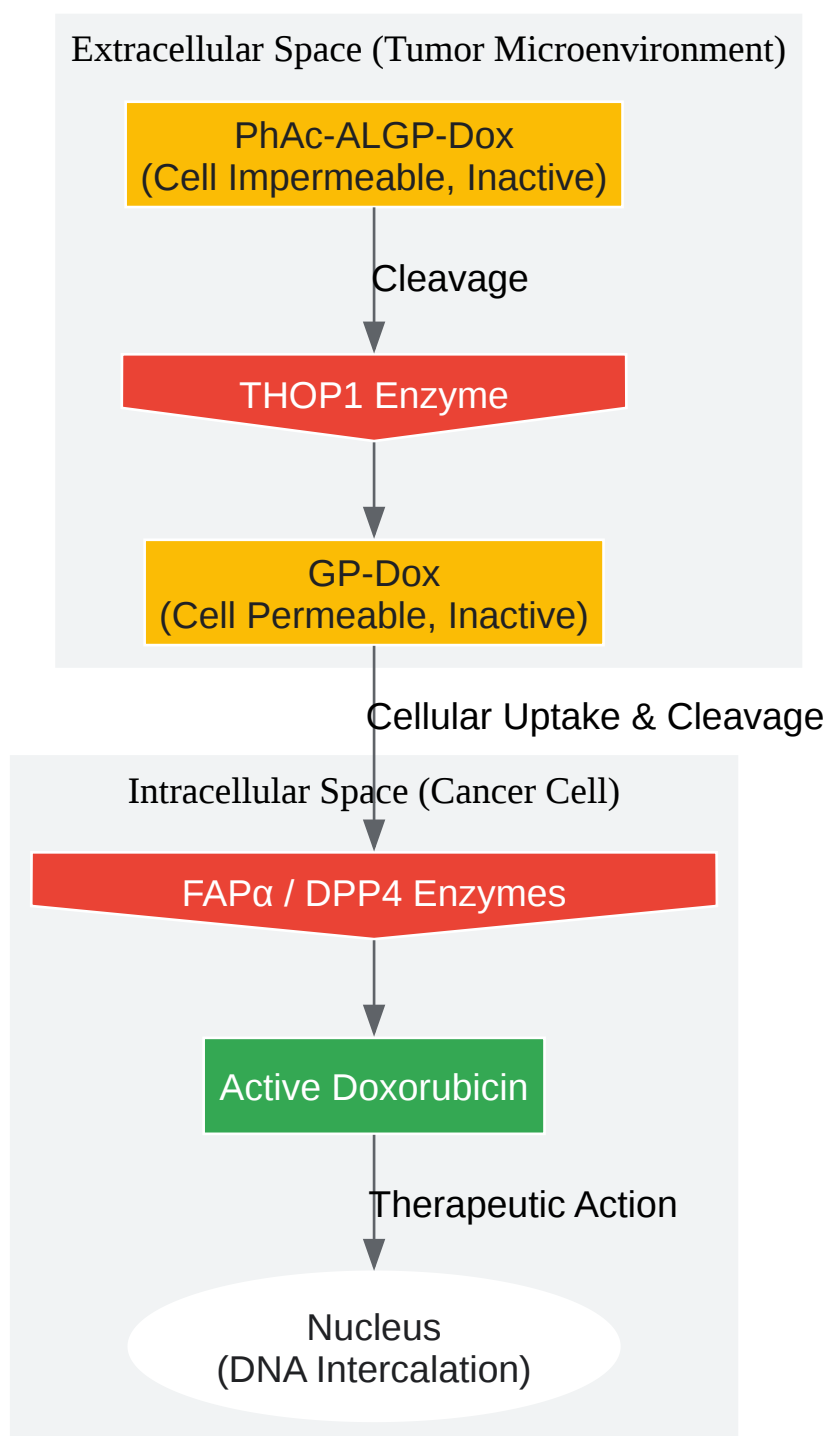 Extracellular Space (Tumor Microenvironment)
PhAc-ALGP-Dox
(Cell Impermeable, Inactive)
Cleavage
THOP1 Enzyme
GP-Dox
(Cell Permeable, Inactive)
Cellular Uptake & Cleavage
Intracellular Space (Cancer Cell)
FAPα / DPP4 Enzymes
Active Doxorubicin
Therapeutic Action
Nucleus
(DNA Intercalation)